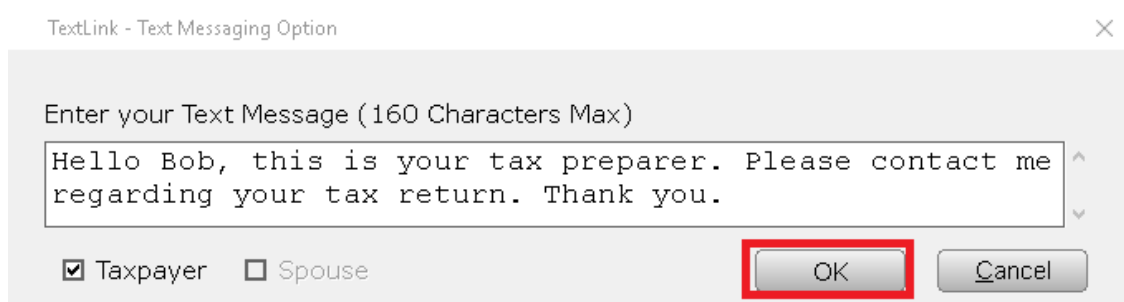 TextLink - Text Messaging Option
Enter your Text Message (160 Characters Max)
Hello Bob, this is your tax preparer. Please contact me
regarding your tax return. Thank you.
Taxpayer Spouse OK Cancel